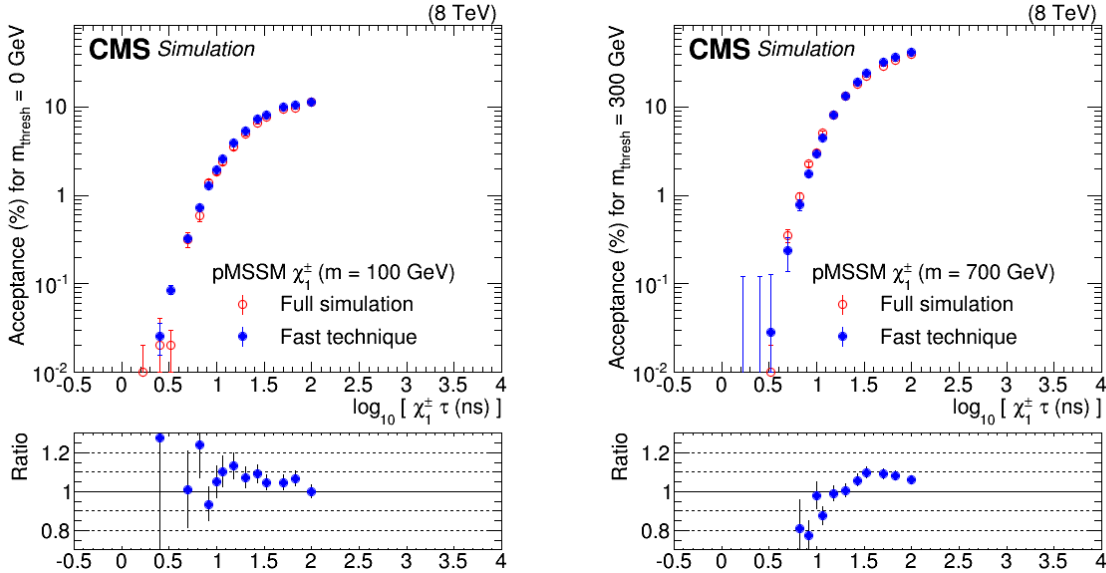 (8 TeV)
CMS Simulation
Acceptance (%) for m_thresh = 0 GeV
10
1
10^-1
10^-2
pMSSM χ_1^± (m = 100 GeV)
Full simulation
Fast technique
-0.5 0 0.5 1 1.5 2 2.5 3 3.5 4
log_10 [ χ_1^± τ (ns) ]
Ratio
1.2
1
0.8
-0.5 0 0.5 1 1.5 2 2.5 3 3.5 4
(8 TeV)
CMS Simulation
Acceptance (%) for m_thresh = 300 GeV
10
1
10^-1
10^-2
pMSSM χ_1^± (m = 700 GeV)
Full simulation
Fast technique
-0.5 0 0.5 1 1.5 2 2.5 3 3.5 4
log_10 [ χ_1^± τ (ns) ]
Ratio
1.2
1
0.8
-0.5 0 0.5 1 1.5 2 2.5 3 3.5 4